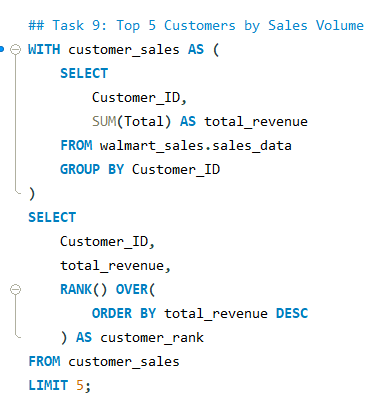 ## Task 9: Top 5 Customers by Sales Volume
WITH customer_sales AS (
    SELECT
        Customer_ID,
        SUM(Total) AS total_revenue
    FROM walmart_sales.sales_data
    GROUP BY Customer_ID
)
SELECT
    Customer_ID,
    total_revenue,
    RANK() OVER(
        ORDER BY total_revenue DESC
    ) AS customer_rank
FROM customer_sales
LIMIT 5;